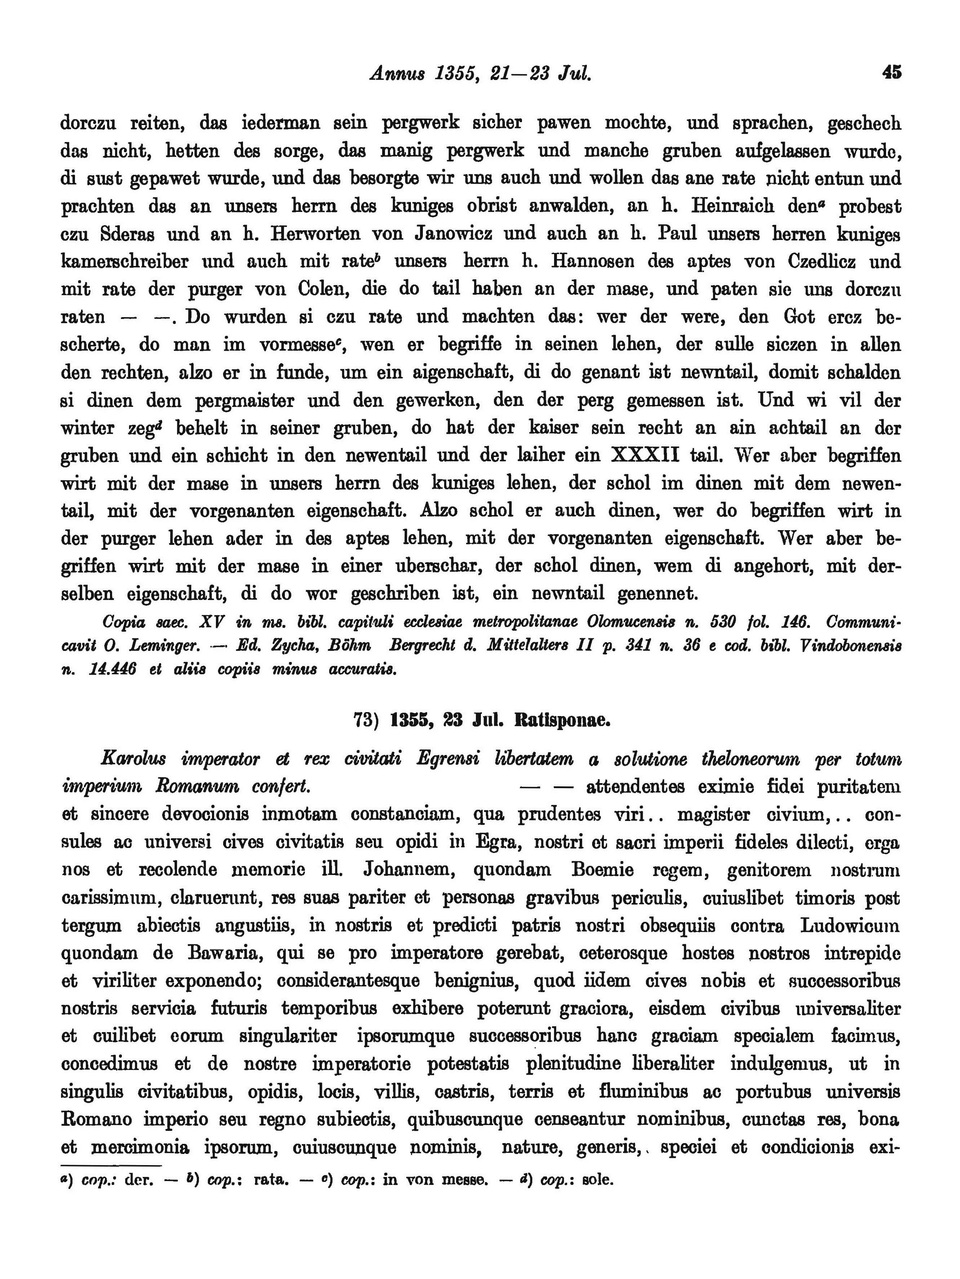 Annus 1355, 21—23 Jul. 45
dorczu reiten, das iederman sein pergwerk sicher pawen mochte, und sprachen, geschech
das nicht, hetten des sorge, das manig pergwerk und manche gruben aufgelassen wurde,
di sust gepawet wurde, und das besorgte wir uns auch und wollen das ane rate nicht entun und
prachten das an unsers herrn des kuniges obrist anwalden, an h. Heinraich denᵃ probest
czu Sderas und an h. Herworten von Janowicz und auch an h. Paul unsers herren kuniges
kamerschreiber und auch mit rateᵇ unsers herrn h. Hannosen des aptes von Czedlicz und
mit rate der purger von Colen, die do tail haben an der mase, und paten sie uns dorczu
raten — —. Do wurden si czu rate und machten das: wer der were, den Got ercz be-
scherte, do man im vormesseᶜ, wen er begriffe in seinen lehen, der sulle siczen in allen
den rechten, alzo er in funde, um ein aigenschaft, di do genant ist newntail, domit schalden
si dinen dem pergmaister und den gewerken, den der perg gemessen ist. Und wi vil der
winter zegᵈ behelt in seiner gruben, do hat der kaiser sein recht an ain achtail an der
gruben und ein schicht in den newentail und der laiher ein XXXII tail. Wer aber begriffen
wirt mit der mase in unsers herrn des kuniges lehen, der schol im dinen mit dem newen-
tail, mit der vorgenanten eigenschaft. Alzo schol er auch dinen, wer do begriffen wirt in
der purger lehen ader in des aptes lehen, mit der vorgenanten eigenschaft. Wer aber be-
griffen wirt mit der mase in einer uberschar, der schol dinen, wem di angehort, mit der-
selben eigenschaft, di do wor geschriben ist, ein newntail genennet.
Copia saec. XV in ms. bibl. capituli ecclesiae metropolitanae Olomucensis n. 530 fol. 146. Communi-
cavit O. Leminger. — Ed. Zycha, Böhm Bergrecht d. Mittelalters II p. 341 n. 36 e cod. bibl. Vindobonensis
n. 14.446 et aliis copiis minus accuratis.
73) 1355, 23 Jul. Ratisponae.
Karolus imperator et rex civitati Egrensi libertatem a solutione theloneorum per totum
imperium Romanum confert. — — attendentes eximie fidei puritatem
et sincere devocionis inmotam constanciam, qua prudentes viri.. magister civium,.. con-
sules ac universi cives civitatis seu opidi in Egra, nostri et sacri imperii fideles dilecti, erga
nos et recolende memorie ill. Johannem, quondam Boemie regem, genitorem nostrum
carissimum, claruerunt, res suas pariter et personas gravibus periculis, cuiuslibet timoris post
tergum abiectis angustiis, in nostris et predicti patris nostri obsequiis contra Ludowicum
quondam de Bawaria, qui se pro imperatore gerebat, ceterosque hostes nostros intrepide
et viriliter exponendo; considerantesque benignius, quod iidem cives nobis et successoribus
nostris servicia futuris temporibus exhibere poterunt graciora, eisdem civibus universaliter
et cuilibet eorum singulariter ipsorumque successoribus hanc graciam specialem facimus,
concedimus et de nostre imperatorie potestatis plenitudine liberaliter indulgemus, ut in
singulis civitatibus, opidis, locis, villis, castris, terris et fluminibus ac portubus universis
Romano imperio seu regno subiectis, quibuscunque censeantur nominibus, cunctas res, bona
et mercimonia ipsorum, cuiuscunque nominis, nature, generis, speciei et condicionis exi-
ᵃ) cop.: der. — ᵇ) cop.: rata. — ᶜ) cop.: in von messe. — ᵈ) cop.: sole.